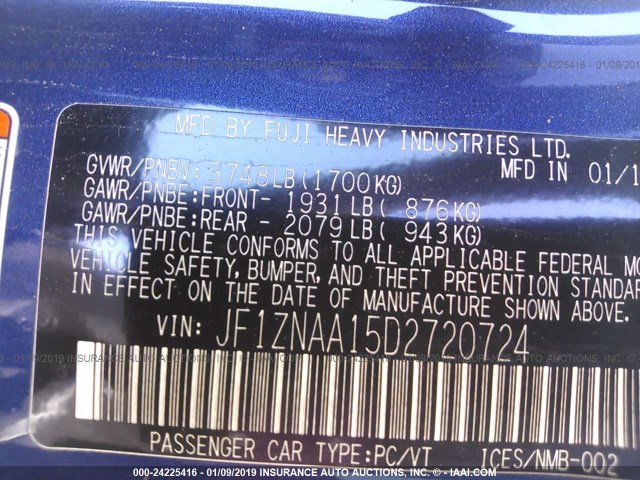 MFD BY FUJI HEAVY INDUSTRIES LTD.
GVWR/PNBV: 3748LB(1700KG) MFD IN 01/1
GAWR/PNBE:FRONT- 1931LB( 876KG)
GAWR/PNBE:REAR - 2079LB( 943KG)
THIS VEHICLE CONFORMS TO ALL APPLICABLE FEDERAL MO
VEHICLE SAFETY, BUMPER, AND THEFT PREVENTION STANDA
IN EFFECT ON THE DATE OF MANUFACTURE SHOWN ABOVE.
VIN: JF1ZNAA15D2720724
PASSENGER CAR TYPE:PC/VT ICES/NMB-002
000-24225416 - 01/09/2019 - INSURANCE AUTO AUCTIONS, INC. - © IAAI.COM